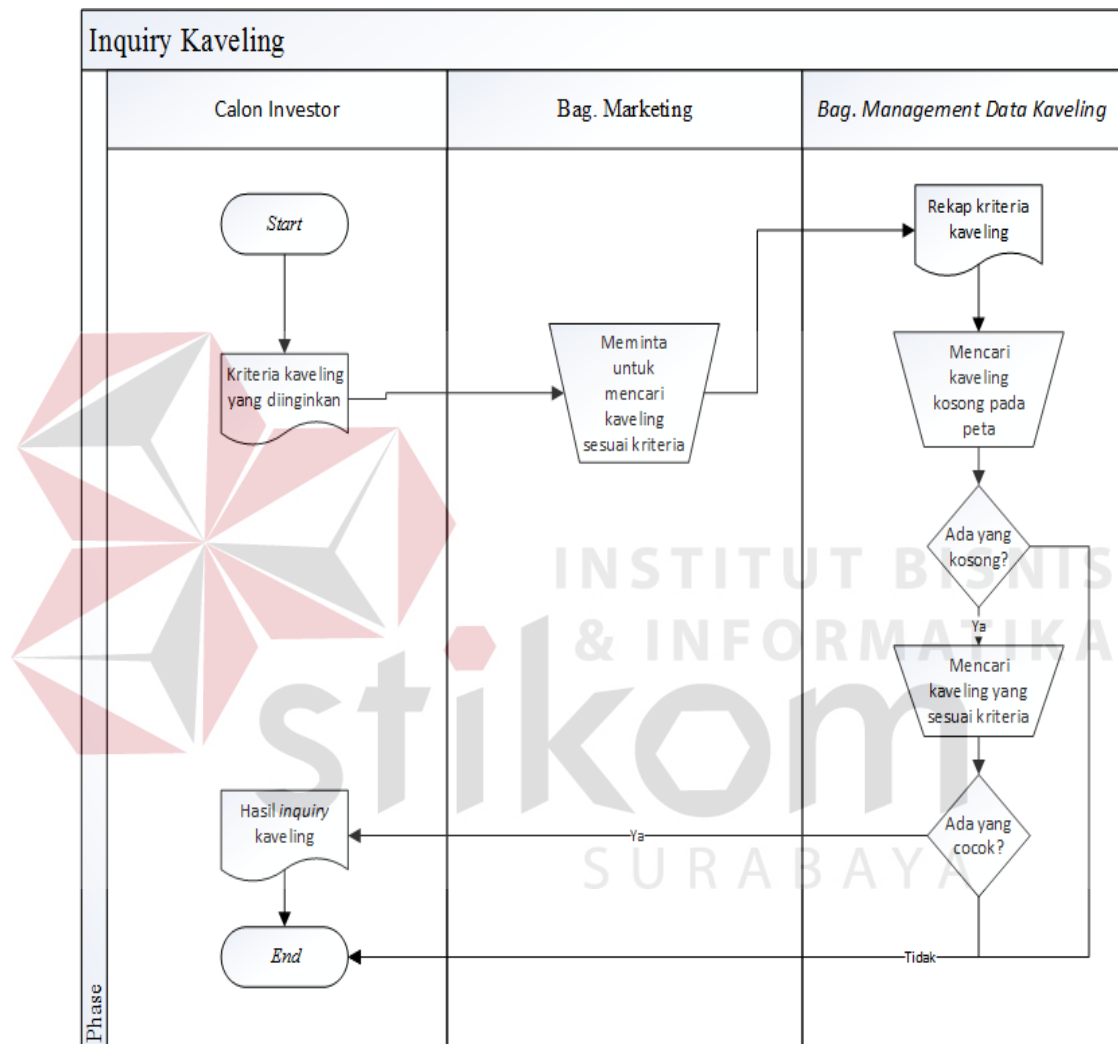 Inquiry Kaveling
Calon Investor
Bag. Marketing
Bag. Management Data Kaveling
Start
Rekap kriteria
kaveling
Kriteria kaveling
yang diinginkan
Meminta
untuk
mencari
kaveling
sesuai kriteria
Mencari
kaveling
kosong pada
peta
Ada yang
kosong?
Ya
Mencari
kaveling yang
sesuai kriteria
Ada yang
cocok?
Ya
Hasil inquiry
kaveling
End
Tidak
Phase
INSTITUT BISNIS
& INFORMATIKA
stikom
SURABAYA